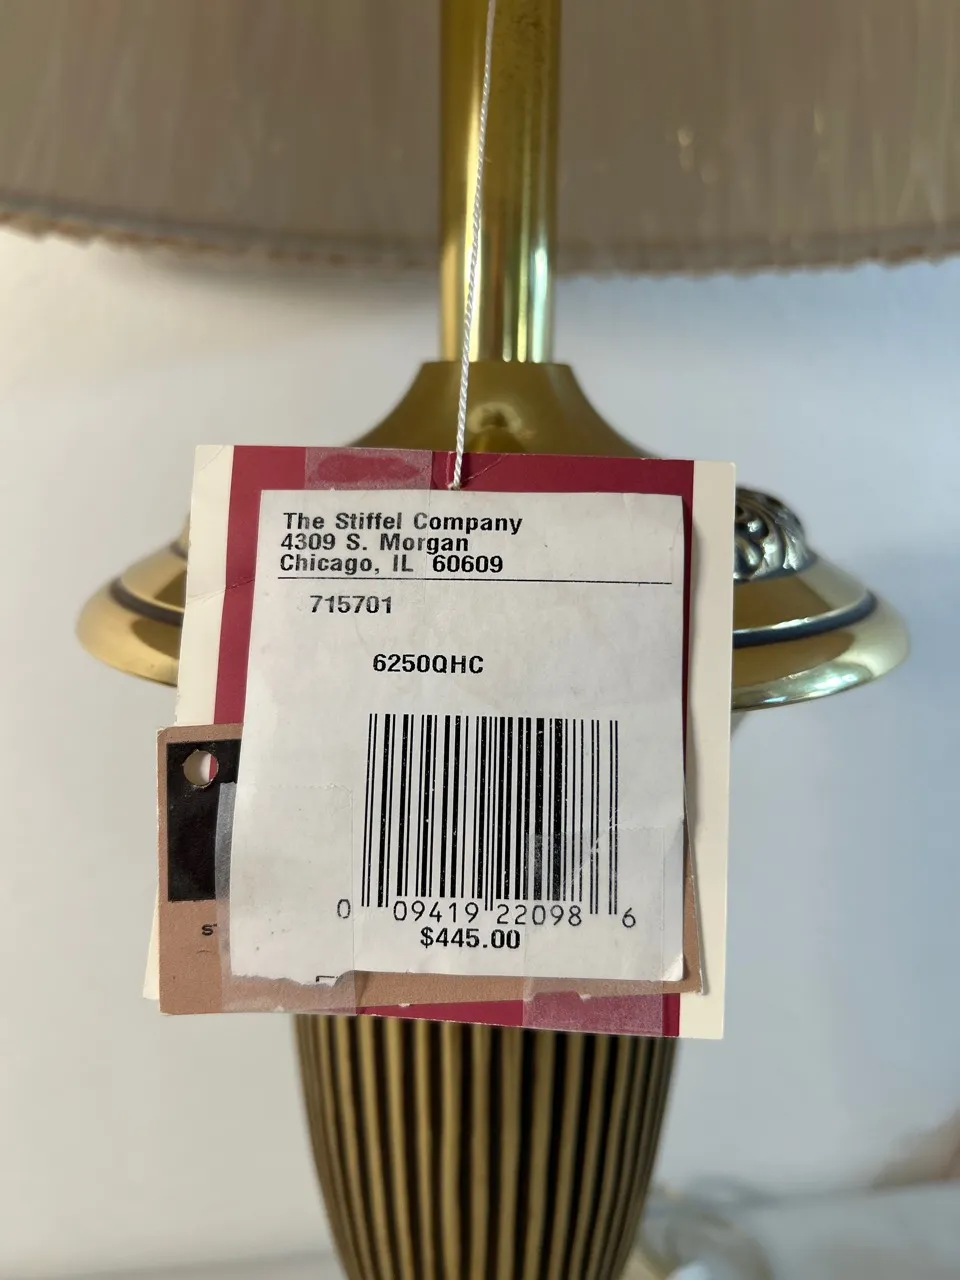 The Stiffel Company
4309 S. Morgan
Chicago, IL 60609
715701
6250QHC
0 09419 22098 6
$445.00